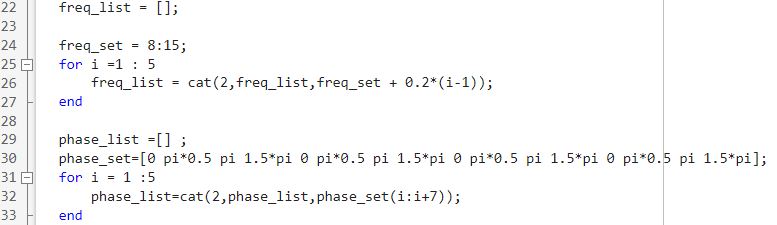 22 freq_list = [];
23
24 freq_set = 8:15;
25 for i =1 : 5
26 freq_list = cat(2,freq_list,freq_set + 0.2*(i-1));
27 end
28
29 phase_list =[] ;
30 phase_set=[0 pi*0.5 pi 1.5*pi 0 pi*0.5 pi 1.5*pi 0 pi*0.5 pi 1.5*pi 0 pi*0.5 pi 1.5*pi];
31 for i = 1 :5
32 phase_list=cat(2,phase_list,phase_set(i:i+7));
33 end